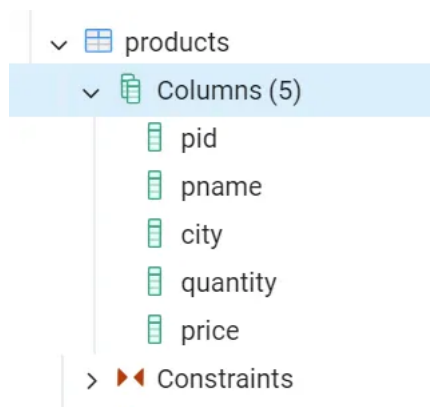 products
Columns (5)
pid
pname
city
quantity
price
Constraints